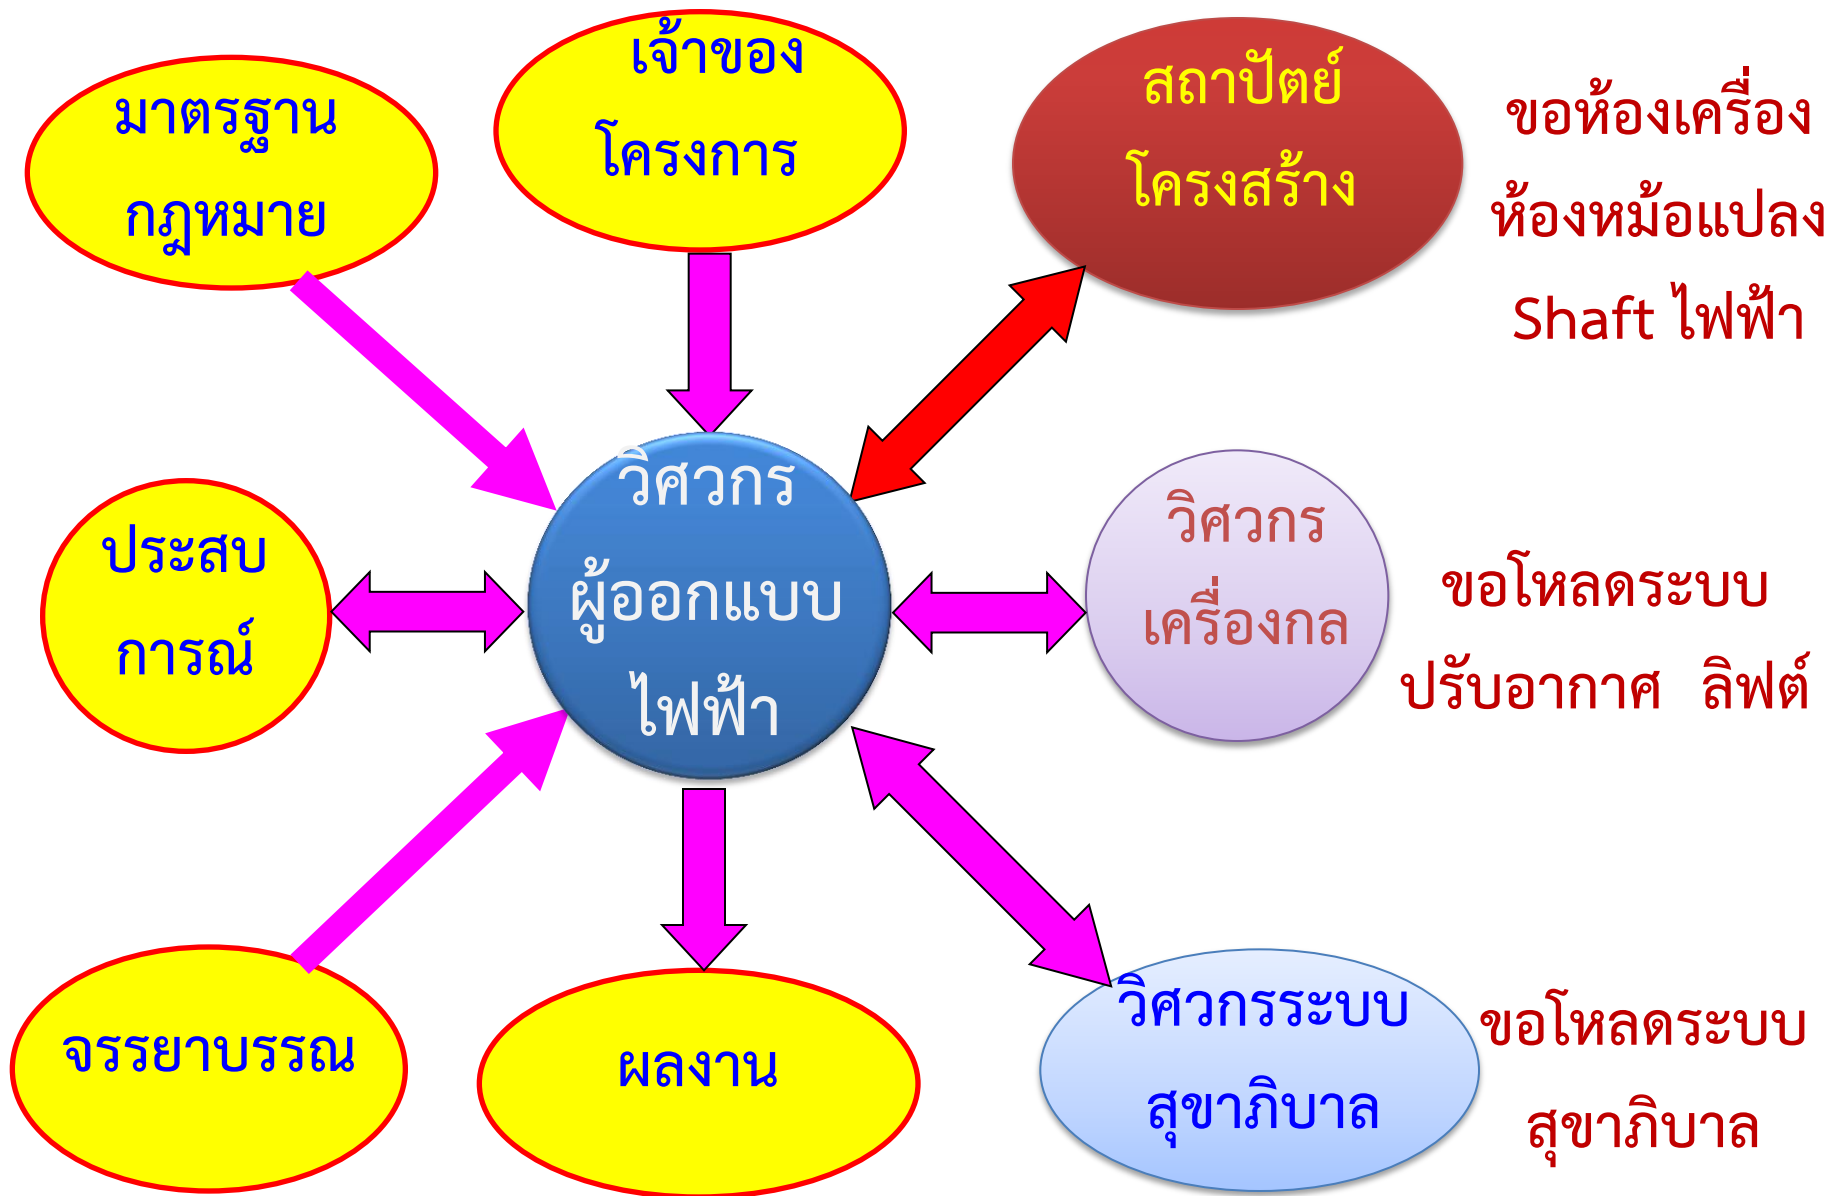 มาตรฐาน
กฎหมาย
เจ้าของ
โครงการ
สถาปัตย์
โครงสร้าง
ขอห้องเครื่อง
ห้องหม้อแปลง
Shaft ไฟฟ้า
ประสบ
การณ์
วิศวกร
ผู้ออกแบบ
ไฟฟ้า
วิศวกร
เครื่องกล
ขอโหลดระบบ
ปรับอากาศ ลิฟต์
จรรยาบรรณ
ผลงาน
วิศวกรระบบ
สุขาภิบาล
ขอโหลดระบบ
สุขาภิบาล